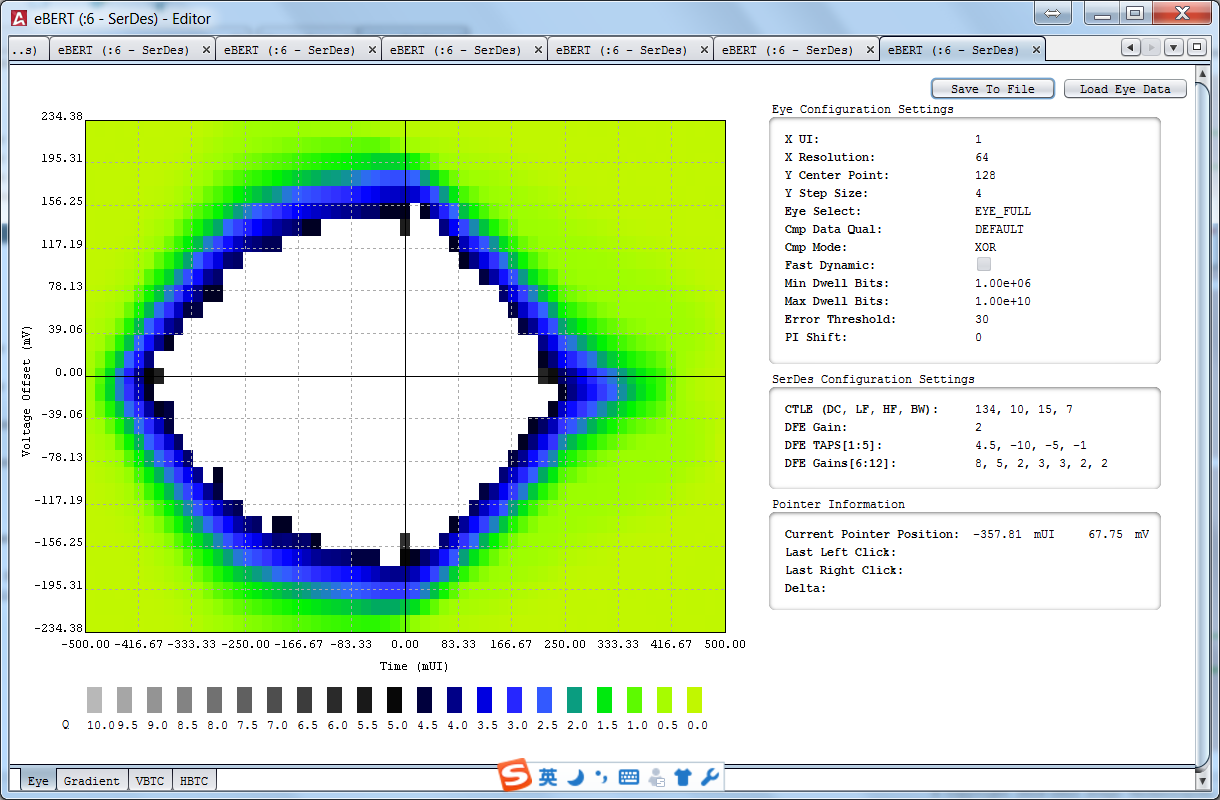 eBERT (:6 - SerDes) - Editor
..s) eBERT (:6 - SerDes) eBERT (:6 - SerDes) eBERT (:6 - SerDes) eBERT (:6 - SerDes) eBERT (:6 - SerDes) eBERT (:6 - SerDes)
Save To File Load Eye Data
Eye Configuration Settings
X UI: 1
X Resolution: 64
Y Center Point: 128
Y Step Size: 4
Eye Select: EYE_FULL
Cmp Data Qual: DEFAULT
Cmp Mode: XOR
Fast Dynamic:
Min Dwell Bits: 1.00e+06
Max Dwell Bits: 1.00e+10
Error Threshold: 30
PI Shift: 0
SerDes Configuration Settings
CTLE (DC, LF, HF, BW): 134, 10, 15, 7
DFE Gain: 2
DFE TAPS[1:5]: 4.5, -10, -5, -1
DFE Gains[6:12]: 8, 5, 2, 3, 3, 2, 2
Pointer Information
Current Pointer Position: -357.81 mUI 67.75 mV
Last Left Click:
Last Right Click:
Delta:
Voltage Offset (mV)
234.38
195.31
156.25
117.19
78.13
39.06
0.00
-39.06
-78.13
-117.19
-156.25
-195.31
-234.38
-500.00 -416.67 -333.33 -250.00 -166.67 -83.33 0.00 83.33 166.67 250.00 333.33 416.67 500.00
Time (mUI)
Q 10.0 9.5 9.0 8.5 8.0 7.5 7.0 6.5 6.0 5.5 5.0 4.5 4.0 3.5 3.0 2.5 2.0 1.5 1.0 0.5 0.0
Eye Gradient VBTC HBTC
S 英